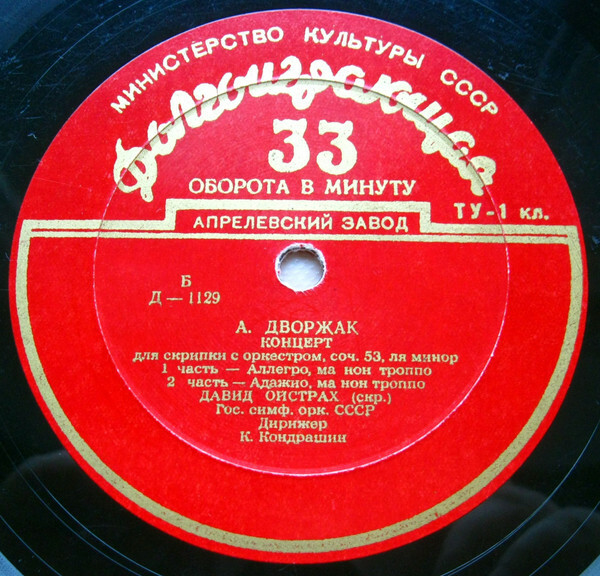 МИНИСТЕРСТВО КУЛЬТУРЫ СССР
Долгоиграющая
33
ОБОРОТА В МИНУТУ
ТУ-1 кл.
АПРЕЛЕВСКИЙ ЗАВОД
Б
Д — 1129
А. ДВОРЖАК
КОНЦЕРТ
для скрипки с оркестром, соч. 53, ля минор
1 часть — Аллегро, ма нон троппо
2 часть — Адажио, ма нон троппо
ДАВИД ОЙСТРАХ (скр.)
Гос. симф. орк. СССР
Дирижер
К. Кондрашин